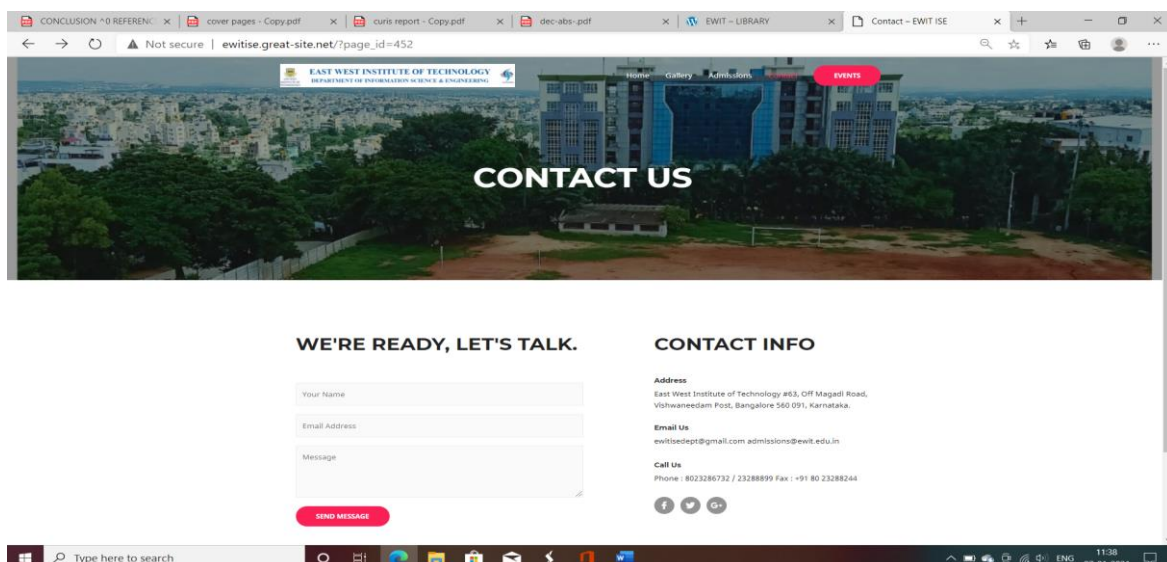 CONCLUSION ^0 REFERENC
cover pages - Copy.pdf
curis report - Copy.pdf
dec-abs-.pdf
EWIT – LIBRARY
Contact – EWIT ISE
Not secure | ewitise.great-site.net/?page_id=452
EAST WEST INSTITUTE OF TECHNOLOGY
DEPARTMENT OF INFORMATION SCIENCE & ENGINEERING
Home Gallery Admissions Contact EVENTS
CONTACT US
WE'RE READY, LET'S TALK.
Your Name
Email Address
Message
SEND MESSAGE
CONTACT INFO
Address
East West Institute of Technology #63, Off Magadi Road,
Vishwaneedam Post, Bangalore 560 091, Karnataka.
Email Us
ewitisedept@gmail.com admissions@ewit.edu.in
Call Us
Phone : 8023286732 / 23288899 Fax : +91 80 23288244
G+
Type here to search
ENG
11:38